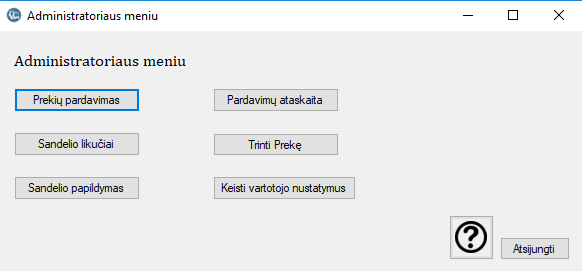 Administratoriaus meniu
Administratoriaus meniu
Prekių pardavimas
Pardavimų ataskaita
Sandelio likučiai
Trinti Prekę
Sandelio papildymas
Keisti vartotojo nustatymus
?
Atsijungti